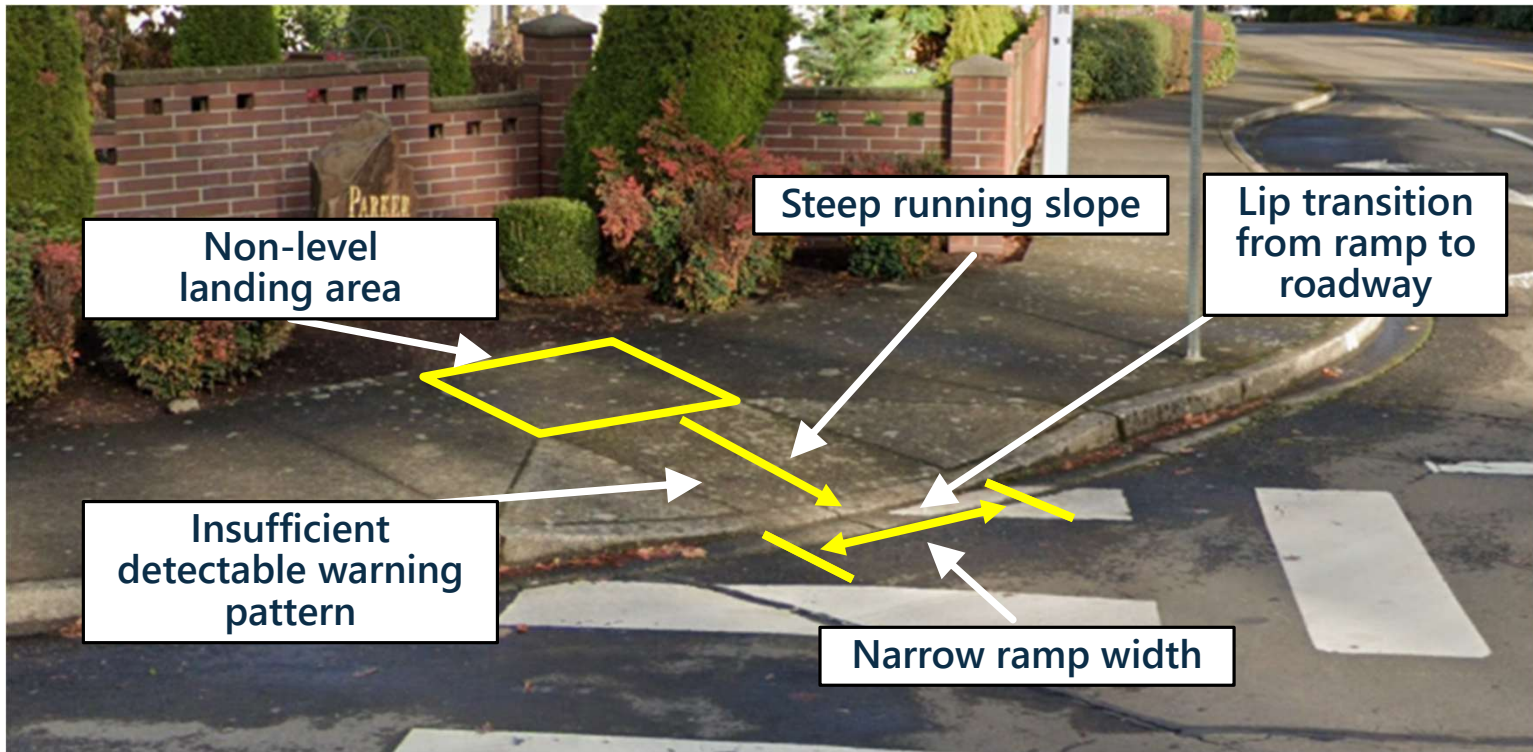 PARKER
Non-level
landing area
Steep running slope
Lip transition
from ramp to
roadway
Insufficient
detectable warning
pattern
Narrow ramp width